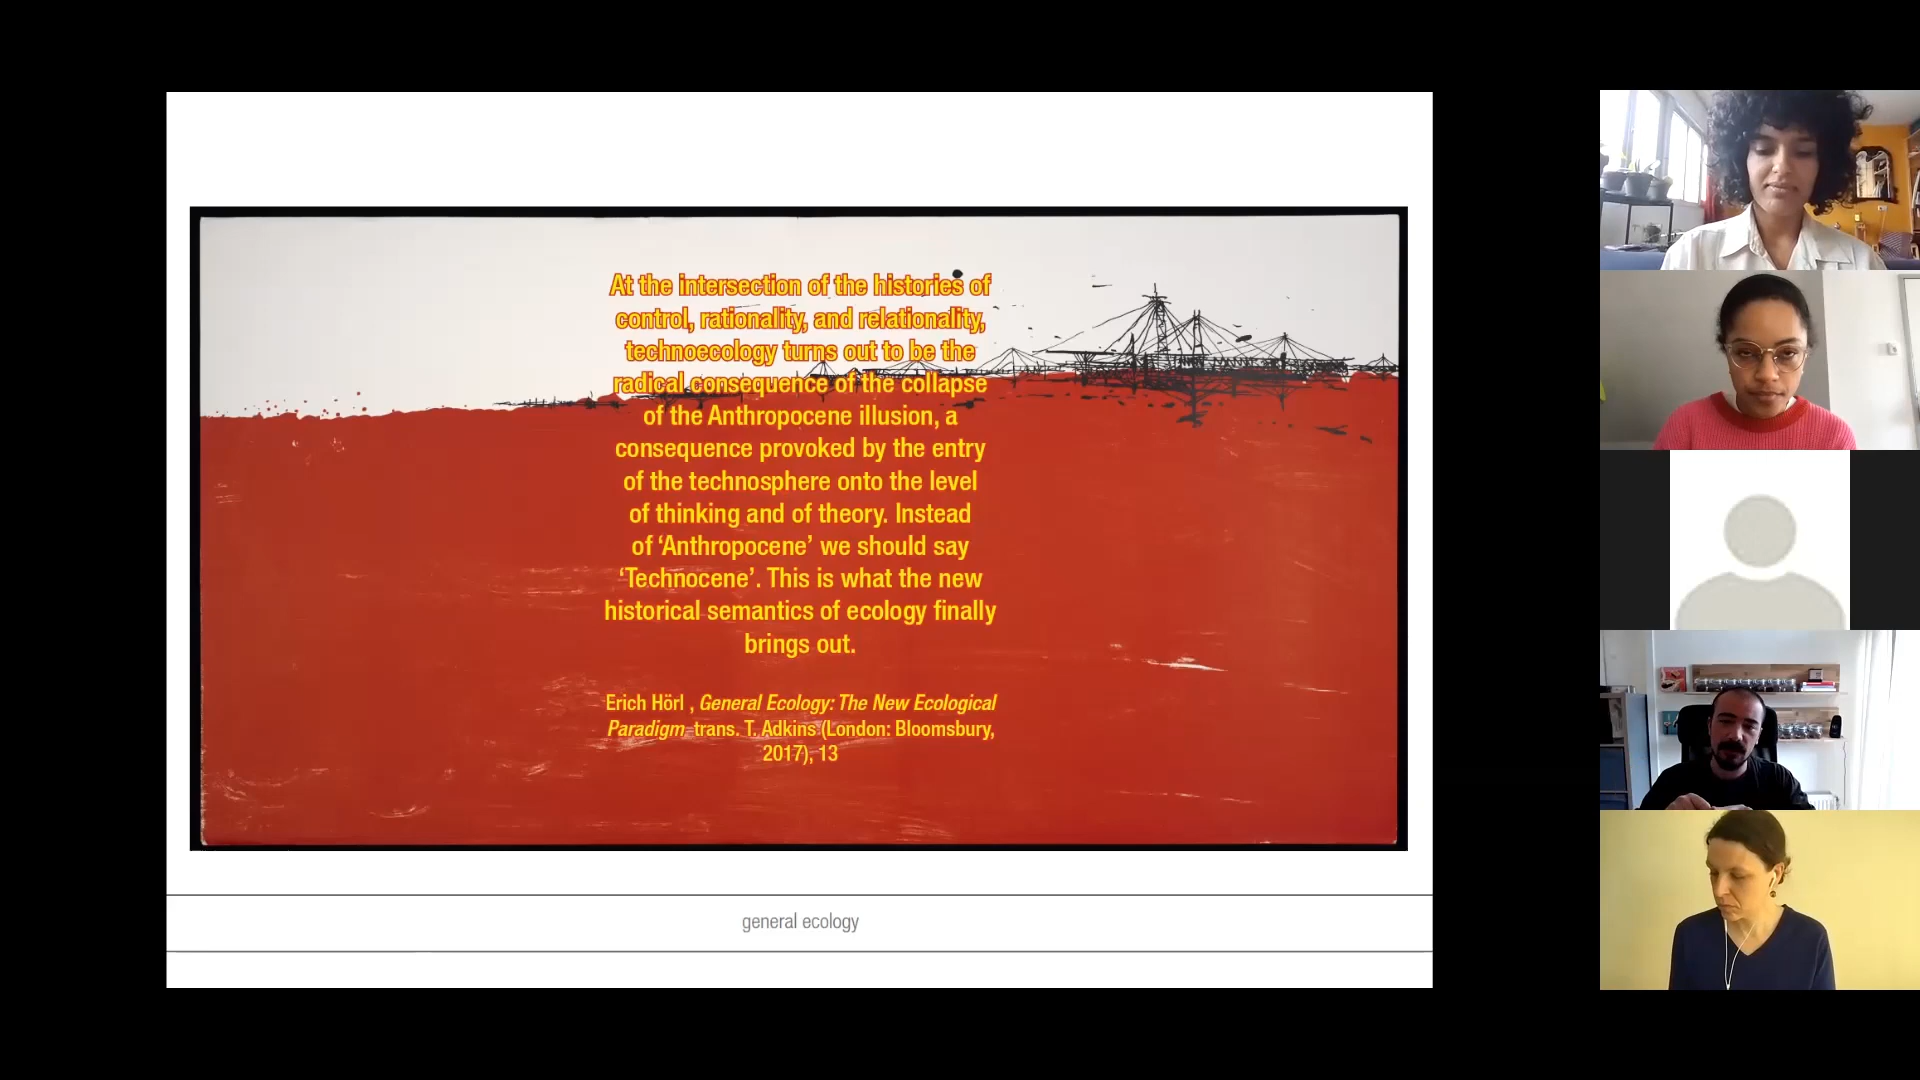 At the intersection of the histories of
control, rationality, and relationality,
technoecology turns out to be the
radical consequence of the collapse
of the Anthropocene illusion, a
consequence provoked by the entry
of the technosphere onto the level
of thinking and of theory. Instead
of ‘Anthropocene’ we should say
‘Technocene’. This is what the new
historical semantics of ecology finally
brings out.
Erich Hörl , General Ecology: The New Ecological
Paradigm trans. T. Adkins (London: Bloomsbury,
2017), 13
general ecology